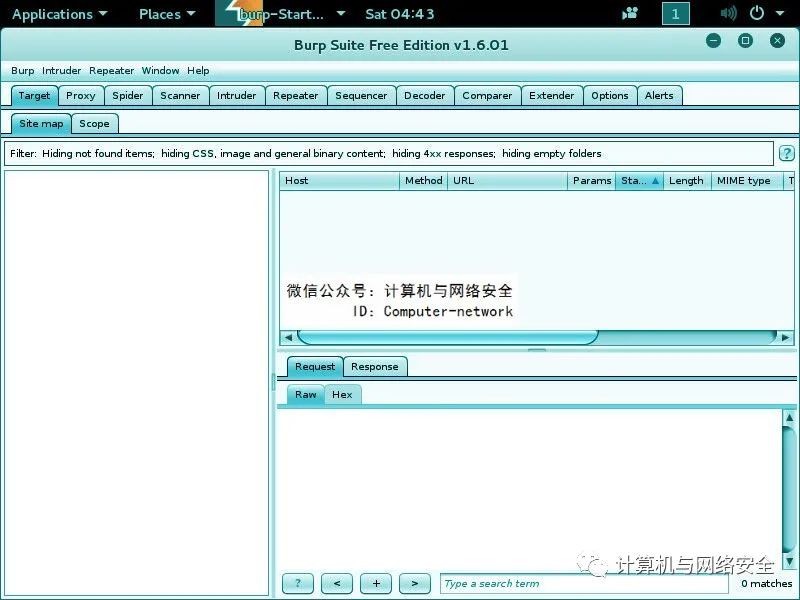 Applications Places burp-Start... Sat 04:43 1
Burp Suite Free Edition v1.6.01
Burp Intruder Repeater Window Help
Target Proxy Spider Scanner Intruder Repeater Sequencer Decoder Comparer Extender Options Alerts
Site map Scope
Filter: Hiding not found items; hiding CSS, image and general binary content; hiding 4xx responses; hiding empty folders ?
Host Method URL Params Sta... Length MIME type T
微信公众号：计算机与网络安全
ID：Computer-network
Request Response
Raw Hex
计算机与网络安全
? < + > Type a search term 0 matches